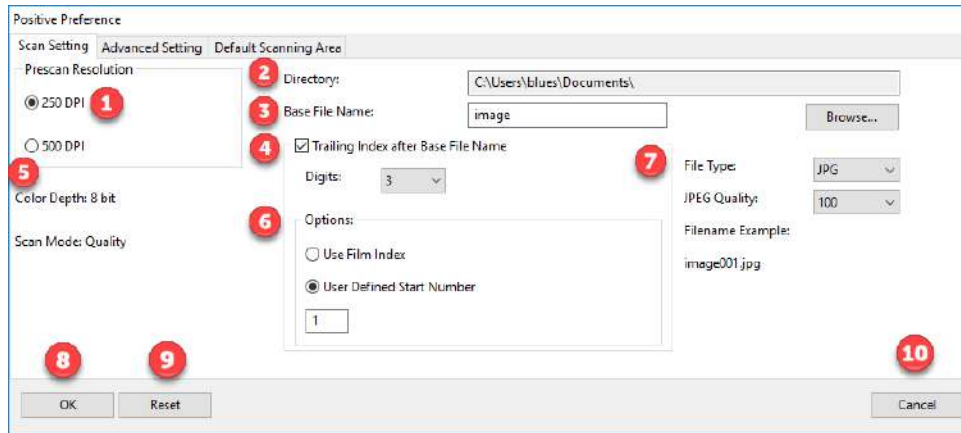 Positive Preference
Scan Setting Advanced Setting Default Scanning Area
Prescan Resolution
250 DPI 1
500 DPI
5
Color Depth: 8 bit
Scan Mode: Quality
2 Directory: C:\Users\blues\Documents\
3 Base File Name: image Browse...
4 Trailing Index after Base File Name
Digits: 3
6 Options:
Use Film Index
User Defined Start Number
1
7 File Type: JPG
JPEG Quality: 100
Filename Example:
image001.jpg
8 9 10
OK Reset Cancel